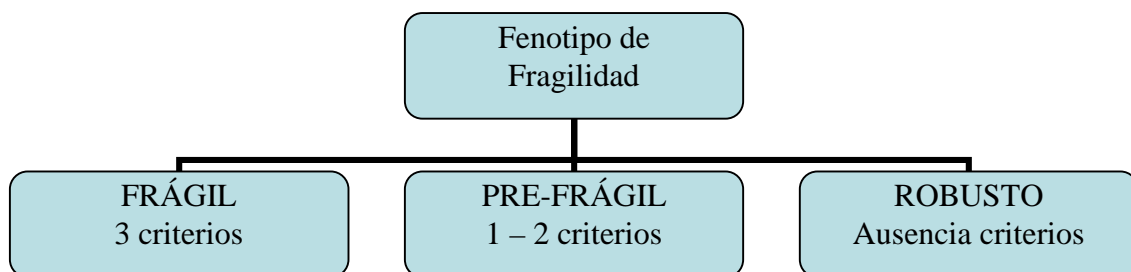 Fenotipo de
Fragilidad
FRÁGIL
3 criterios
PRE-FRÁGIL
1 – 2 criterios
ROBUSTO
Ausencia criterios